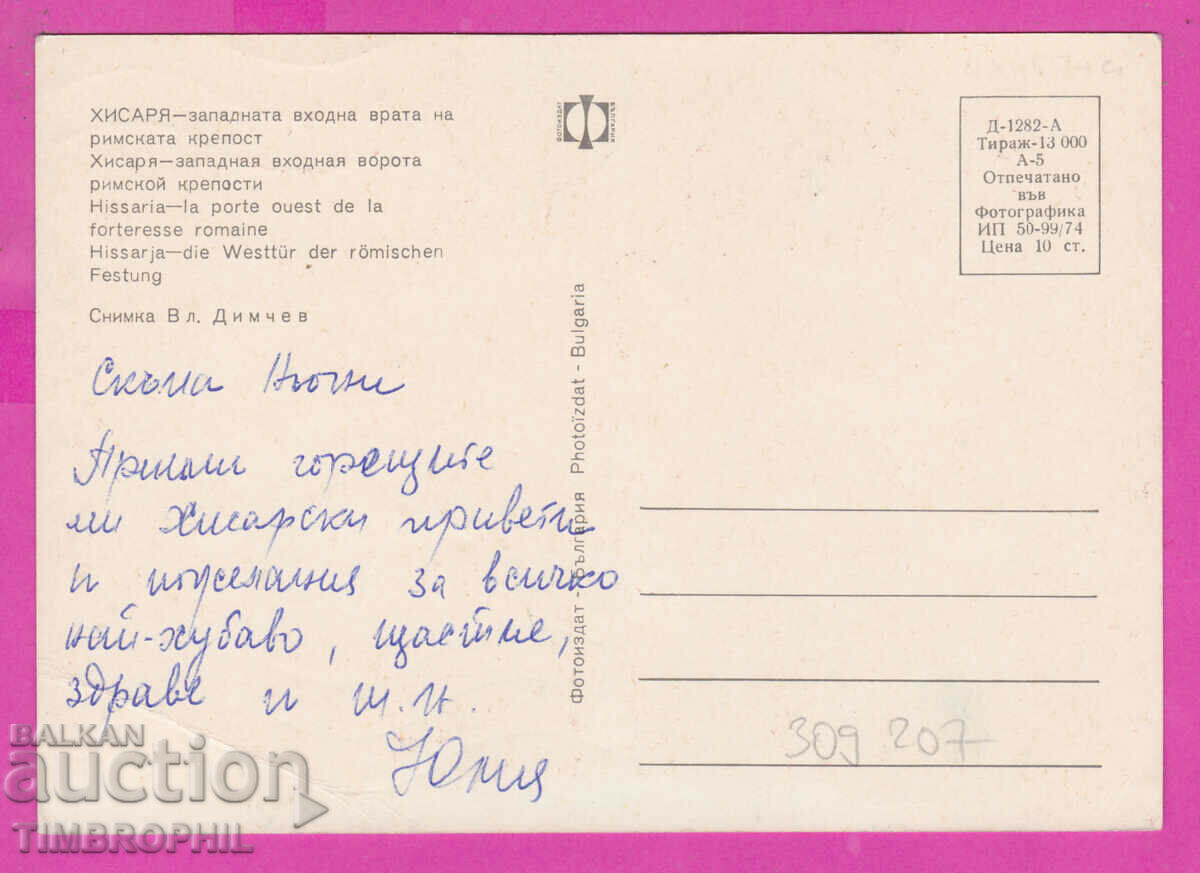 ХИСАРЯ—западната входна врата на
римската крепост
Хисаря—западная входная ворота
римской крепости
Hissaria—la porte ouest de la
forteresse romaine
Hissarja—die Westtür der römischen
Festung
Снимка Вл. Димчев
Скъпа
Приеми горещите
ми Хисарски привети
и пожелания за всичко
най-хубаво, щастие,
здраве и т.н.
Юлия
ФОТОИЗДАТ
БЪЛГАРИЯ
Фотоиздат - България Photoïzdat - Bulgaria
Д-1282-А
Тираж-13 000
А-5
Отпечатано
във
Фотографика
ИП 50-99/74
Цена 10 ст.
309 207
BALKAN
auction
TIMBROPHIL